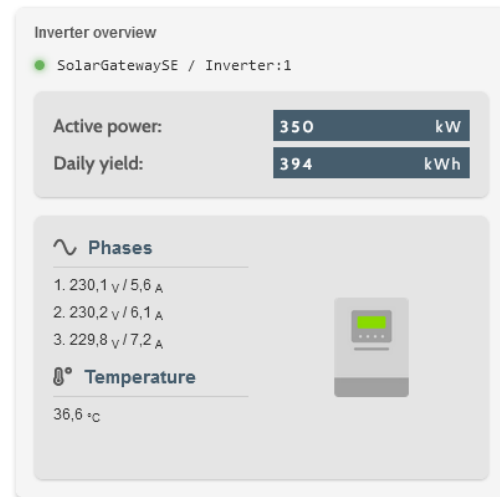 Inverter overview
SolarGatewaySE / Inverter:1
Active power: 350 kW
Daily yield: 394 kWh
Phases
1. 230,1 V / 5,6 A
2. 230,2 V / 6,1 A
3. 229,8 V / 7,2 A
Temperature
36,6 °C